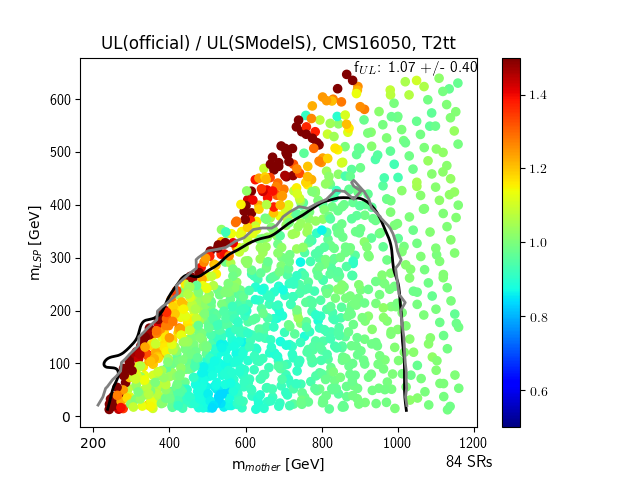 UL(official) / UL(SModelS), CMS16050, T2tt
f_UL: 1.07 +/- 0.40
600
500
400
300
200
100
0
m_LSP [GeV]
200 400 600 800 1000 1200
m_mother [GeV]
84 SRs
1.4
1.2
1.0
0.8
0.6